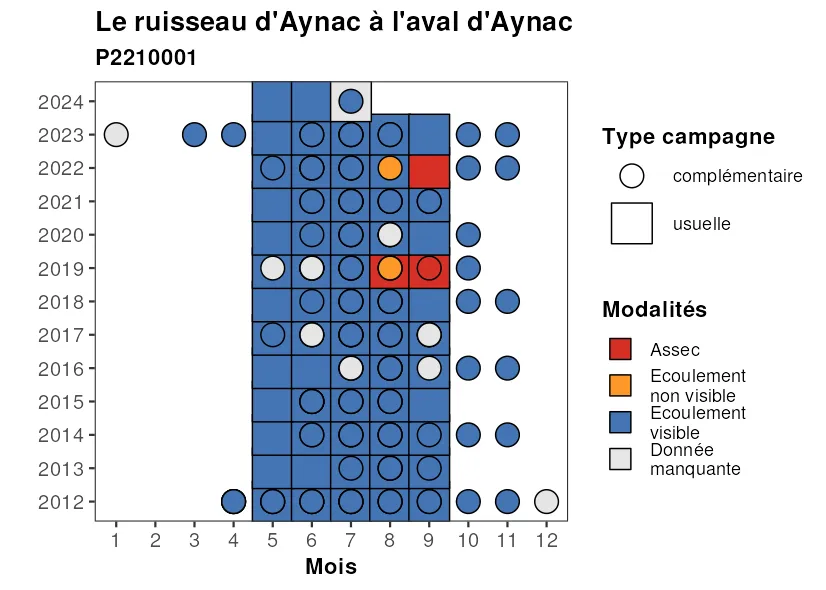 Le ruisseau d'Aynac à l'aval d'Aynac
P2210001
2024
2023
2022
2021
2020
2019
2018
2017
2016
2015
2014
2013
2012
1 2 3 4 5 6 7 8 9 10 11 12
Mois
Type campagne
complémentaire
usuelle
Modalités
Assec
Ecoulement
non visible
Ecoulement
visible
Donnée
manquante